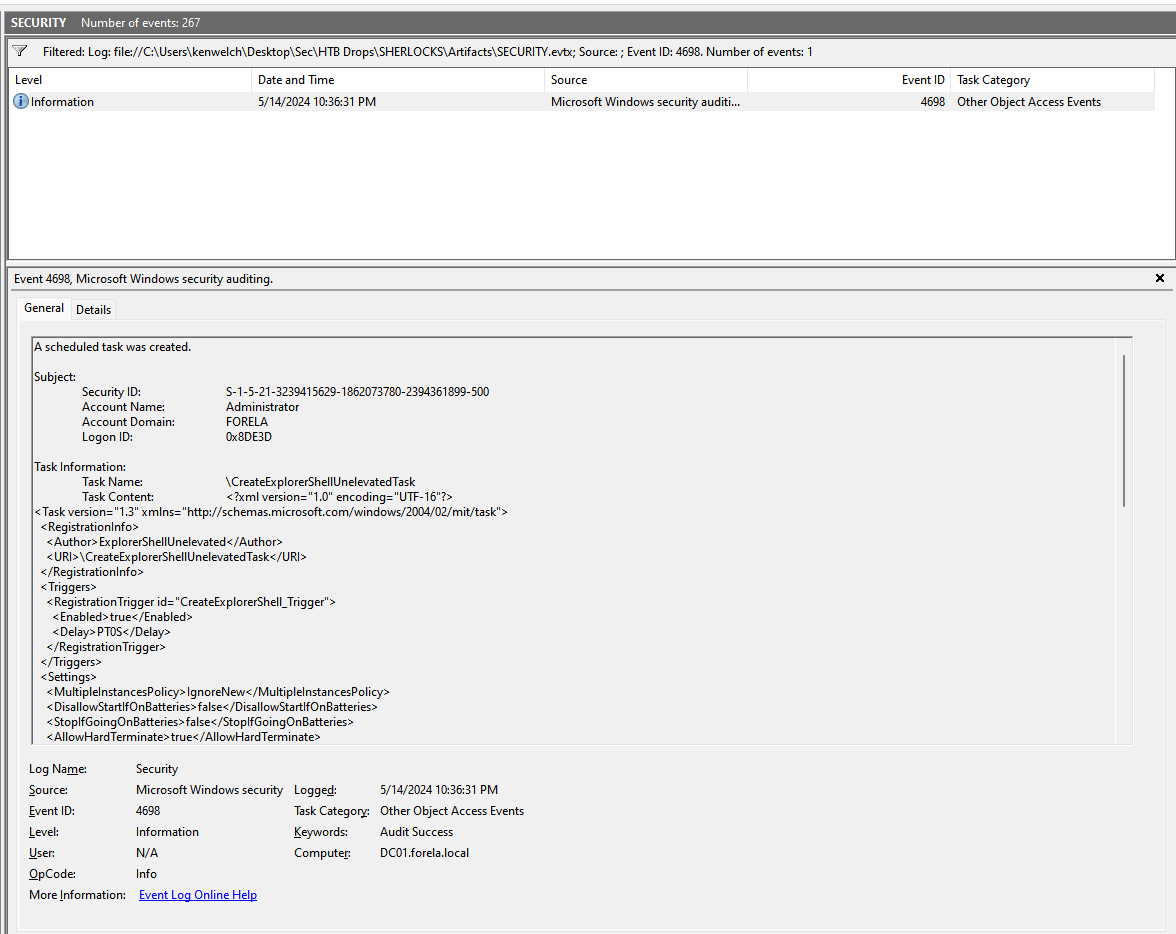 SECURITY Number of events: 267
Filtered: Log: file://C:\Users\kenwelch\Desktop\Sec\HTB Drops\SHERLOCKS\Artifacts\SECURITY.evtx; Source: ; Event ID: 4698. Number of events: 1
Level Date and Time Source Event ID Task Category
Information 5/14/2024 10:36:31 PM Microsoft Windows security auditi... 4698 Other Object Access Events
Event 4698, Microsoft Windows security auditing.
General Details
A scheduled task was created.
Subject:
Security ID: S-1-5-21-3239415629-1862073780-2394361899-500
Account Name: Administrator
Account Domain: FORELA
Logon ID: 0x8DE3D
Task Information:
Task Name: \CreateExplorerShellUnelevatedTask
Task Content: <?xml version="1.0" encoding="UTF-16"?>
<Task version="1.3" xmlns="http://schemas.microsoft.com/windows/2004/02/mit/task">
<RegistrationInfo>
<Author>ExplorerShellUnelevated</Author>
<URI>\CreateExplorerShellUnelevatedTask</URI>
</RegistrationInfo>
<Triggers>
<RegistrationTrigger id="CreateExplorerShell_Trigger">
<Enabled>true</Enabled>
<Delay>PT0S</Delay>
</RegistrationTrigger>
</Triggers>
<Settings>
<MultipleInstancesPolicy>IgnoreNew</MultipleInstancesPolicy>
<DisallowStartIfOnBatteries>false</DisallowStartIfOnBatteries>
<StopIfGoingOnBatteries>false</StopIfGoingOnBatteries>
<AllowHardTerminate>true</AllowHardTerminate>
Log Name: Security
Source: Microsoft Windows security Logged: 5/14/2024 10:36:31 PM
Event ID: 4698 Task Category: Other Object Access Events
Level: Information Keywords: Audit Success
User: N/A Computer: DC01.forela.local
OpCode: Info
More Information: Event Log Online Help